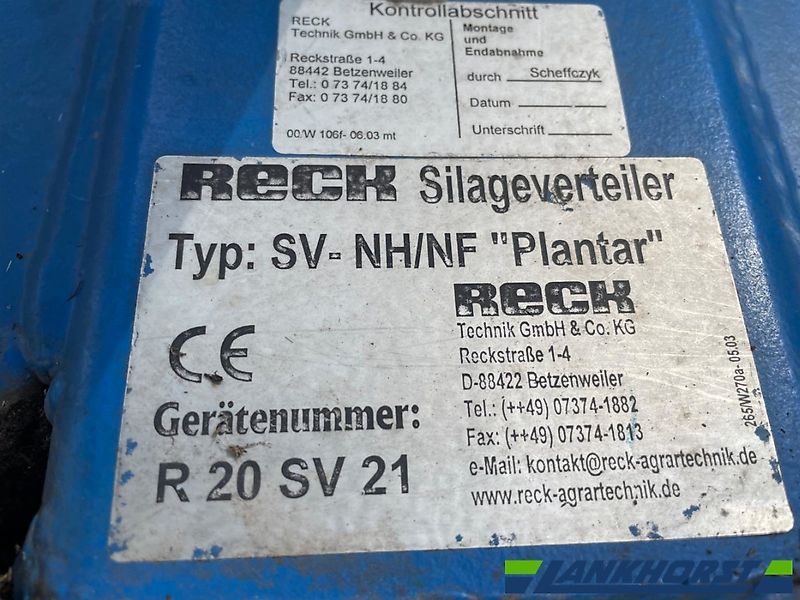 Kontrollabschnitt
RECK
Technik GmbH & Co. KG
Reckstraße 1-4
88442 Betzenweiler
Tel.: 0 73 74/18 84
Fax: 0 73 74/18 80
00/W 106f- 06.03 mt
Montage
und
Endabnahme
durch Scheffczyk
Datum
Unterschrift
RECK Silageverteiler
Typ: SV- NH/NF "Plantar"
CE
Gerätenummer:
R 20 SV 21
RECK
Technik GmbH & Co. KG
Reckstraße 1-4
D-88422 Betzenweiler
Tel.: (++49) 07374-1882
Fax: (++49) 07374-1813
e-Mail: kontakt@reck-agrartechnik.de
www.reck-agrartechnik.de
265/W270a- 05.03
LANKHORST